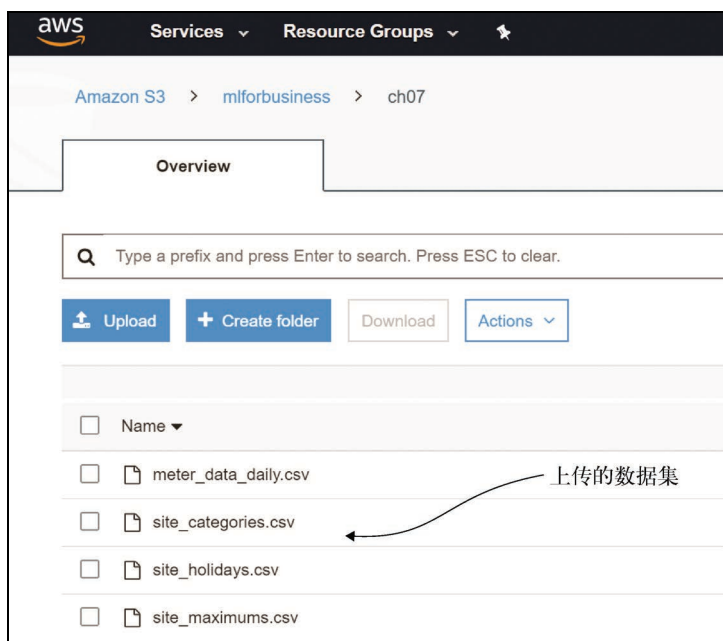 aws Services Resource Groups
Amazon S3 > mlforbusiness > ch07
Overview
Type a prefix and press Enter to search. Press ESC to clear.
Upload + Create folder Download Actions
Name
meter_data_daily.csv
上传的数据集
site_categories.csv
site_holidays.csv
site_maximums.csv